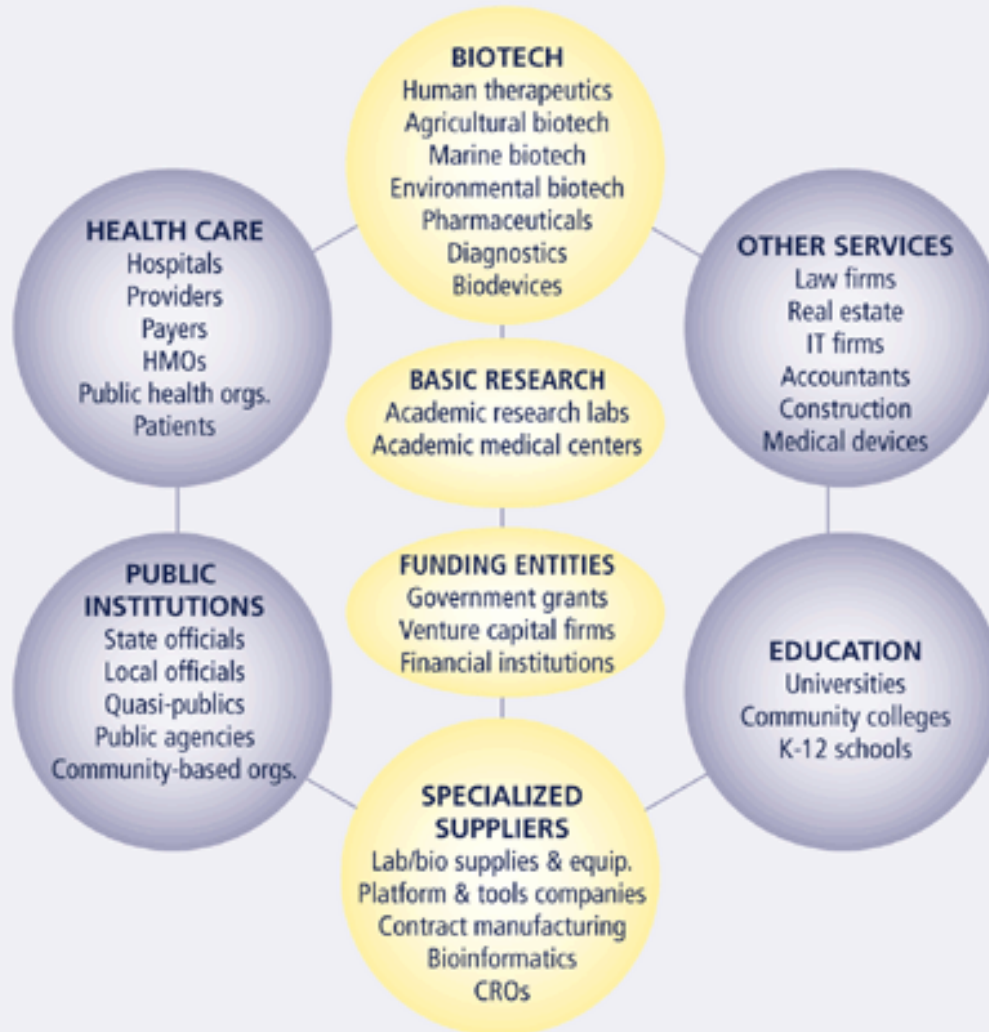 BIOTECH
Human therapeutics
Agricultural biotech
Marine biotech
Environmental biotech
Pharmaceuticals
Diagnostics
Biodevices
HEALTH CARE
Hospitals
Providers
Payers
HMOs
Public health orgs.
Patients
OTHER SERVICES
Law firms
Real estate
IT firms
Accountants
Construction
Medical devices
BASIC RESEARCH
Academic research labs
Academic medical centers
FUNDING ENTITIES
Government grants
Venture capital firms
Financial institutions
PUBLIC
INSTITUTIONS
State officials
Local officials
Quasi-publics
Public agencies
Community-based orgs.
EDUCATION
Universities
Community colleges
K-12 schools
SPECIALIZED
SUPPLIERS
Lab/bio supplies & equip.
Platform & tools companies
Contract manufacturing
Bioinformatics
CROs